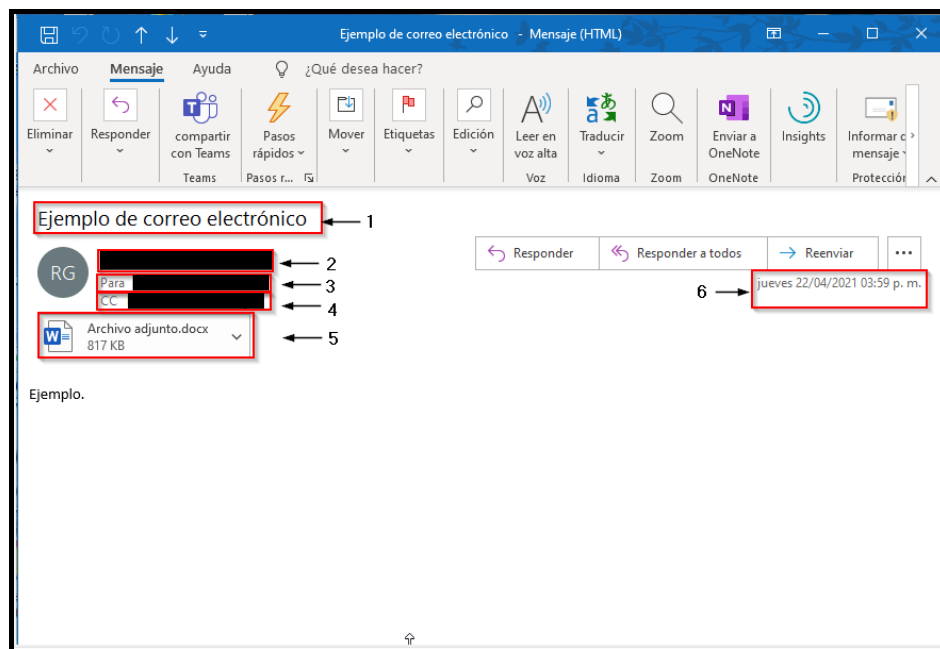 Ejemplo de correo electrónico - Mensaje (HTML)
Archivo Mensaje Ayuda ¿Qué desea hacer?
Eliminar Responder compartir con Teams Pasos rápidos Mover Etiquetas Edición Leer en voz alta Traducir Zoom Enviar a OneNote Insights Informar mensaje
Teams Pasos r... Voz Idioma Zoom OneNote Protección
Ejemplo de correo electrónico 1
RG
2
Para 3
CC 4
Responder Responder a todos Reenviar ...
6 jueves 22/04/2021 03:59 p. m.
W Archivo adjunto.docx
817 KB
5
Ejemplo.